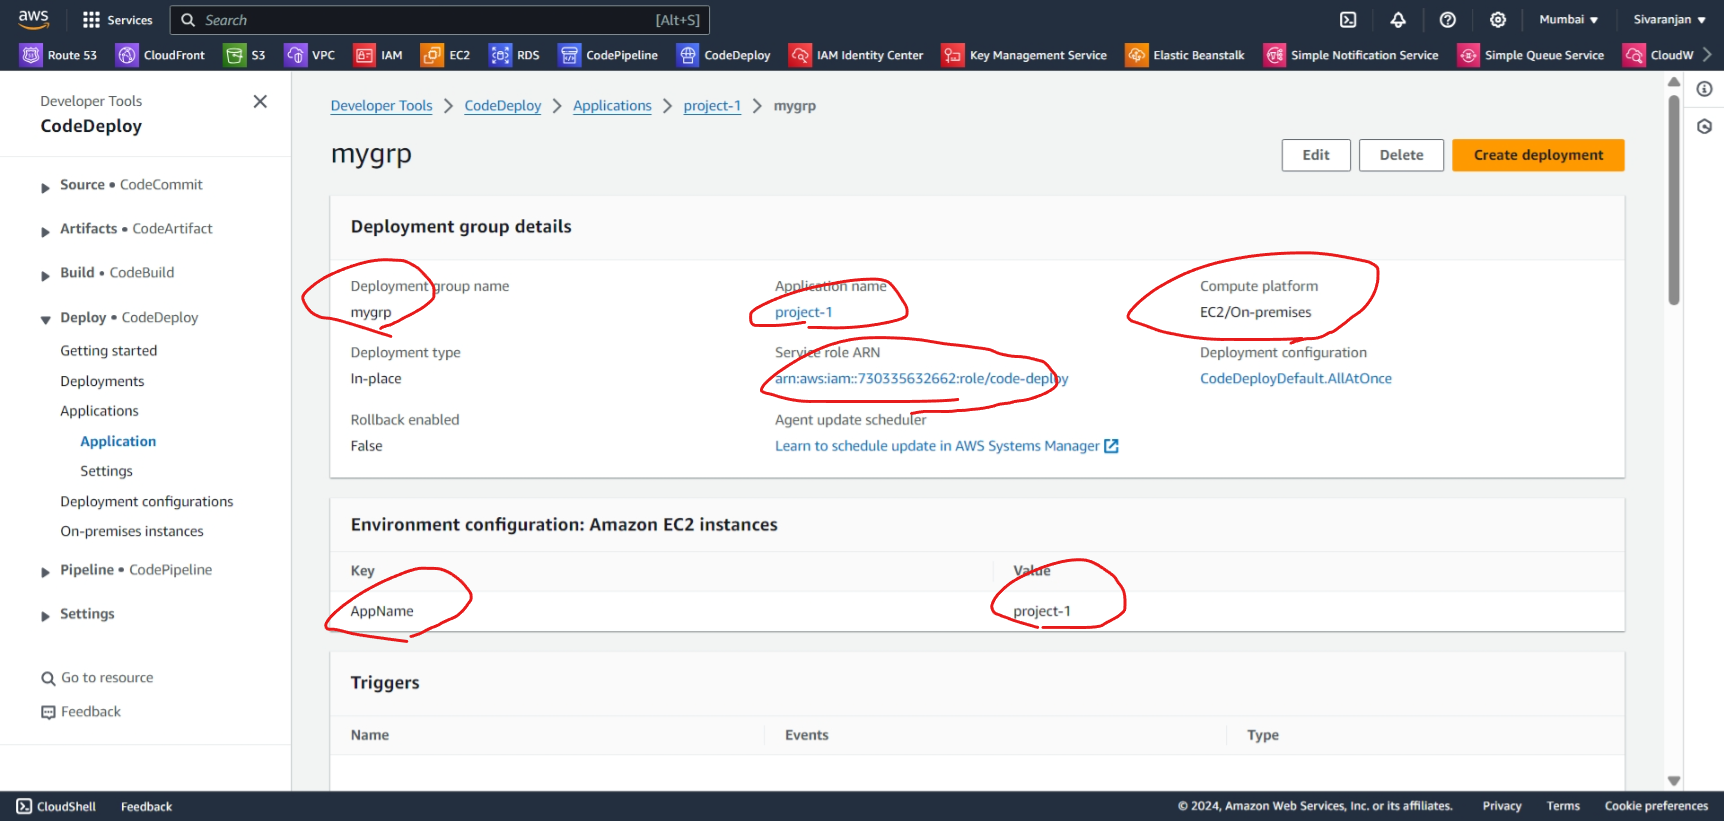 aws
Services
Search [Alt+S]
Mumbai
Sivaranjan
Route 53
CloudFront
S3
VPC
IAM
EC2
RDS
CodePipeline
CodeDeploy
IAM Identity Center
Key Management Service
Elastic Beanstalk
Simple Notification Service
Simple Queue Service
CloudW
Developer Tools
CodeDeploy
Source • CodeCommit
Artifacts • CodeArtifact
Build • CodeBuild
Deploy • CodeDeploy
Getting started
Deployments
Applications
Application
Settings
Deployment configurations
On-premises instances
Pipeline • CodePipeline
Settings
Go to resource
Feedback
Developer Tools > CodeDeploy > Applications > project-1 > mygrp
mygrp
Edit
Delete
Create deployment
Deployment group details
Deployment group name
mygrp
Application name
project-1
Compute platform
EC2/On-premises
Deployment type
In-place
Service role ARN
arn:aws:iam::730335632662:role/code-deploy
Deployment configuration
CodeDeployDefault.AllAtOnce
Rollback enabled
False
Agent update scheduler
Learn to schedule update in AWS Systems Manager
Environment configuration: Amazon EC2 instances
Key Value
AppName project-1
Triggers
Name Events Type
CloudShell
Feedback
© 2024, Amazon Web Services, Inc. or its affiliates.
Privacy
Terms
Cookie preferences